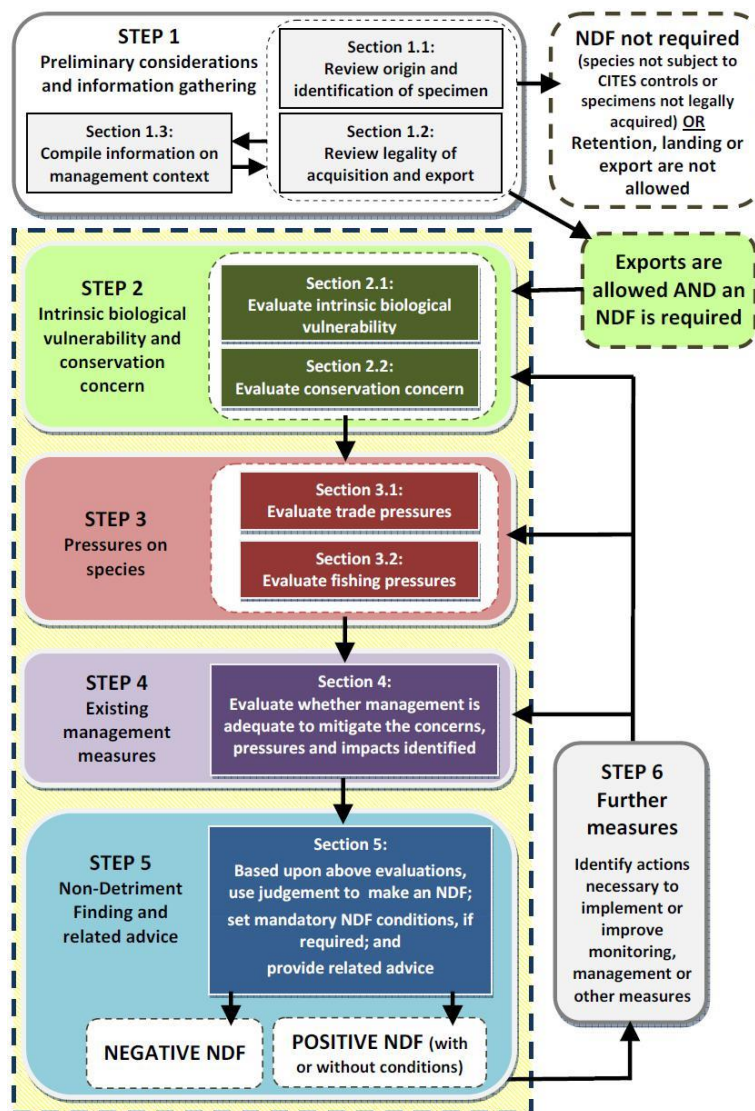 STEP 1
Preliminary considerations
and information gathering
Section 1.1:
Review origin and
identification of specimen
Section 1.3:
Compile information on
management context
Section 1.2:
Review legality of
acquisition and export
NDF not required
(species not subject to
CITES controls or
specimens not legally
acquired) OR
Retention, landing or
export are not
allowed
Exports are
allowed AND an
NDF is required
STEP 2
Intrinsic biological
vulnerability and
conservation
concern
Section 2.1:
Evaluate intrinsic biological
vulnerability
Section 2.2:
Evaluate conservation concern
STEP 3
Pressures on
species
Section 3.1:
Evaluate trade pressures
Section 3.2:
Evaluate fishing pressures
STEP 4
Existing
management
measures
Section 4:
Evaluate whether management is
adequate to mitigate the concerns,
pressures and impacts identified
STEP 5
Non-Detriment
Finding and
related advice
Section 5:
Based upon above evaluations,
use judgement to make an NDF;
set mandatory NDF conditions, if
required; and
provide related advice
NEGATIVE NDF
POSITIVE NDF (with
or without conditions)
STEP 6
Further
measures
Identify actions
necessary to
implement or
improve
monitoring,
management or
other measures